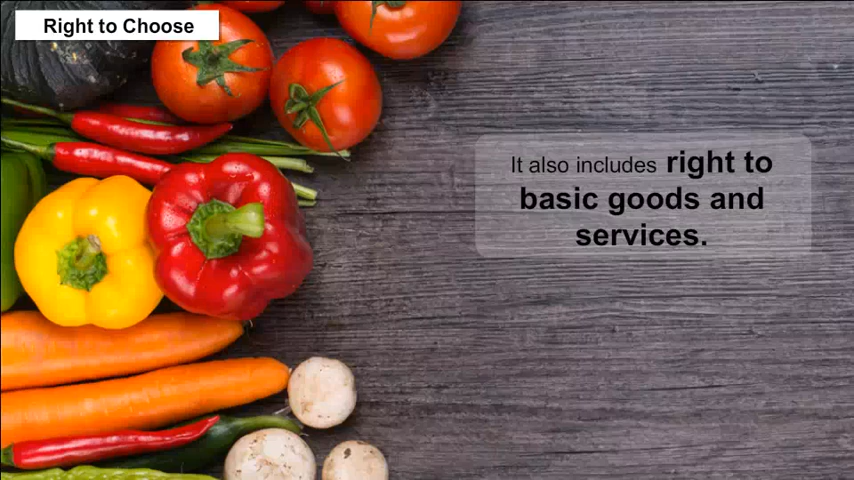 Right to Choose
It also includes right to
basic goods and
services.